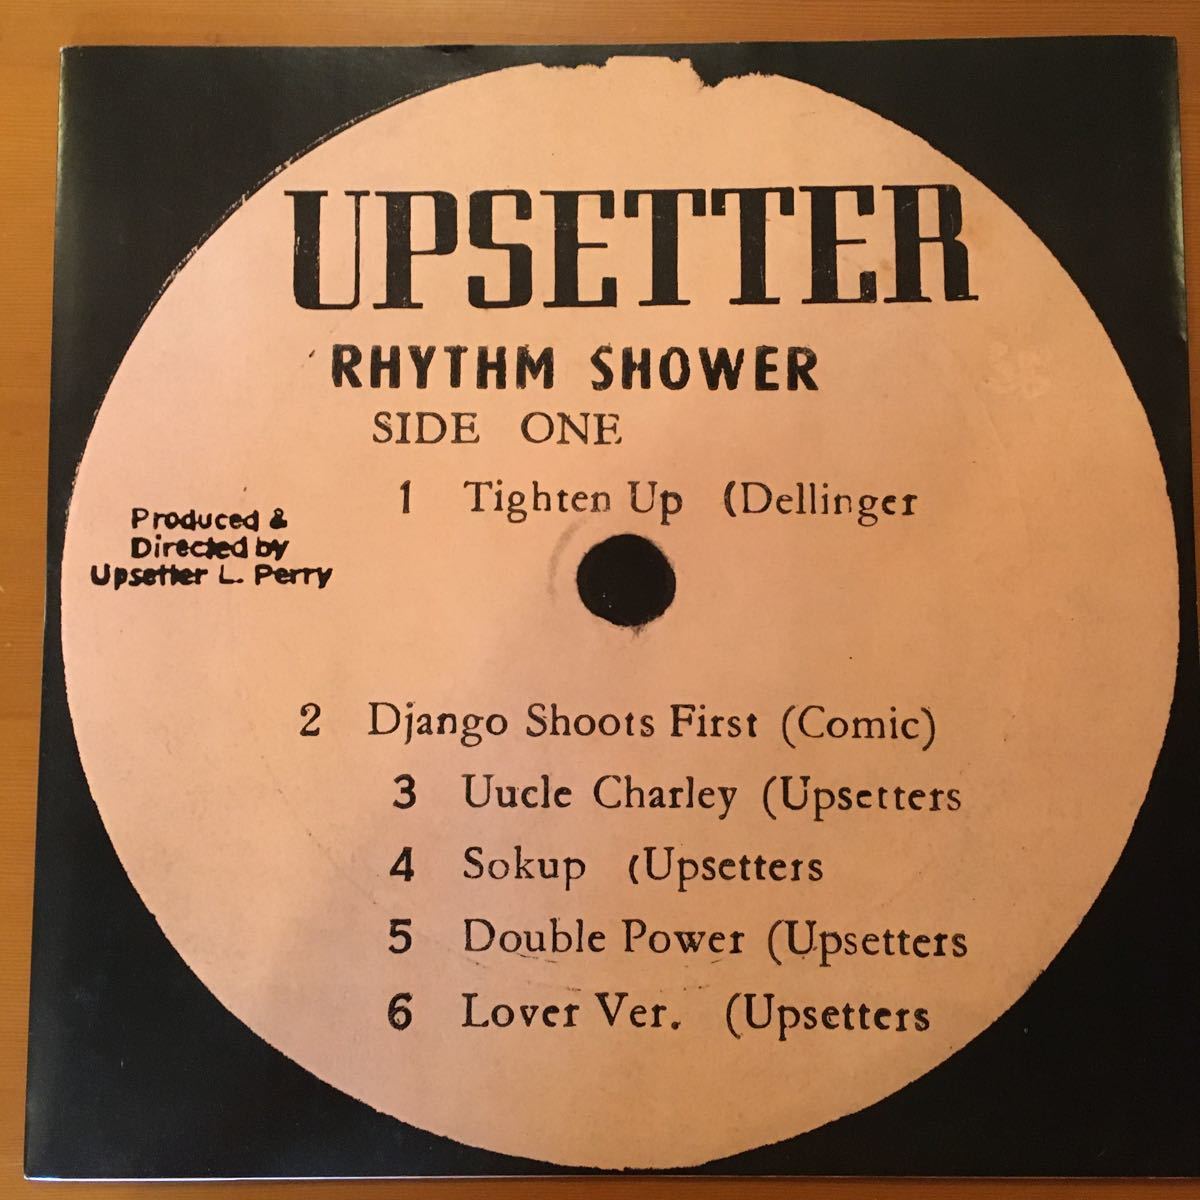 UPSETTER
RHYTHM SHOWER
SIDE ONE
1 Tighten Up (Dellinger
Produced &
Directed by
Upsetter L. Perry
2 Django Shoots First (Comic)
3 Uucle Charley (Upsetters
4 Sokup (Upsetters
5 Double Power (Upsetters
6 Lover Ver. (Upsetters